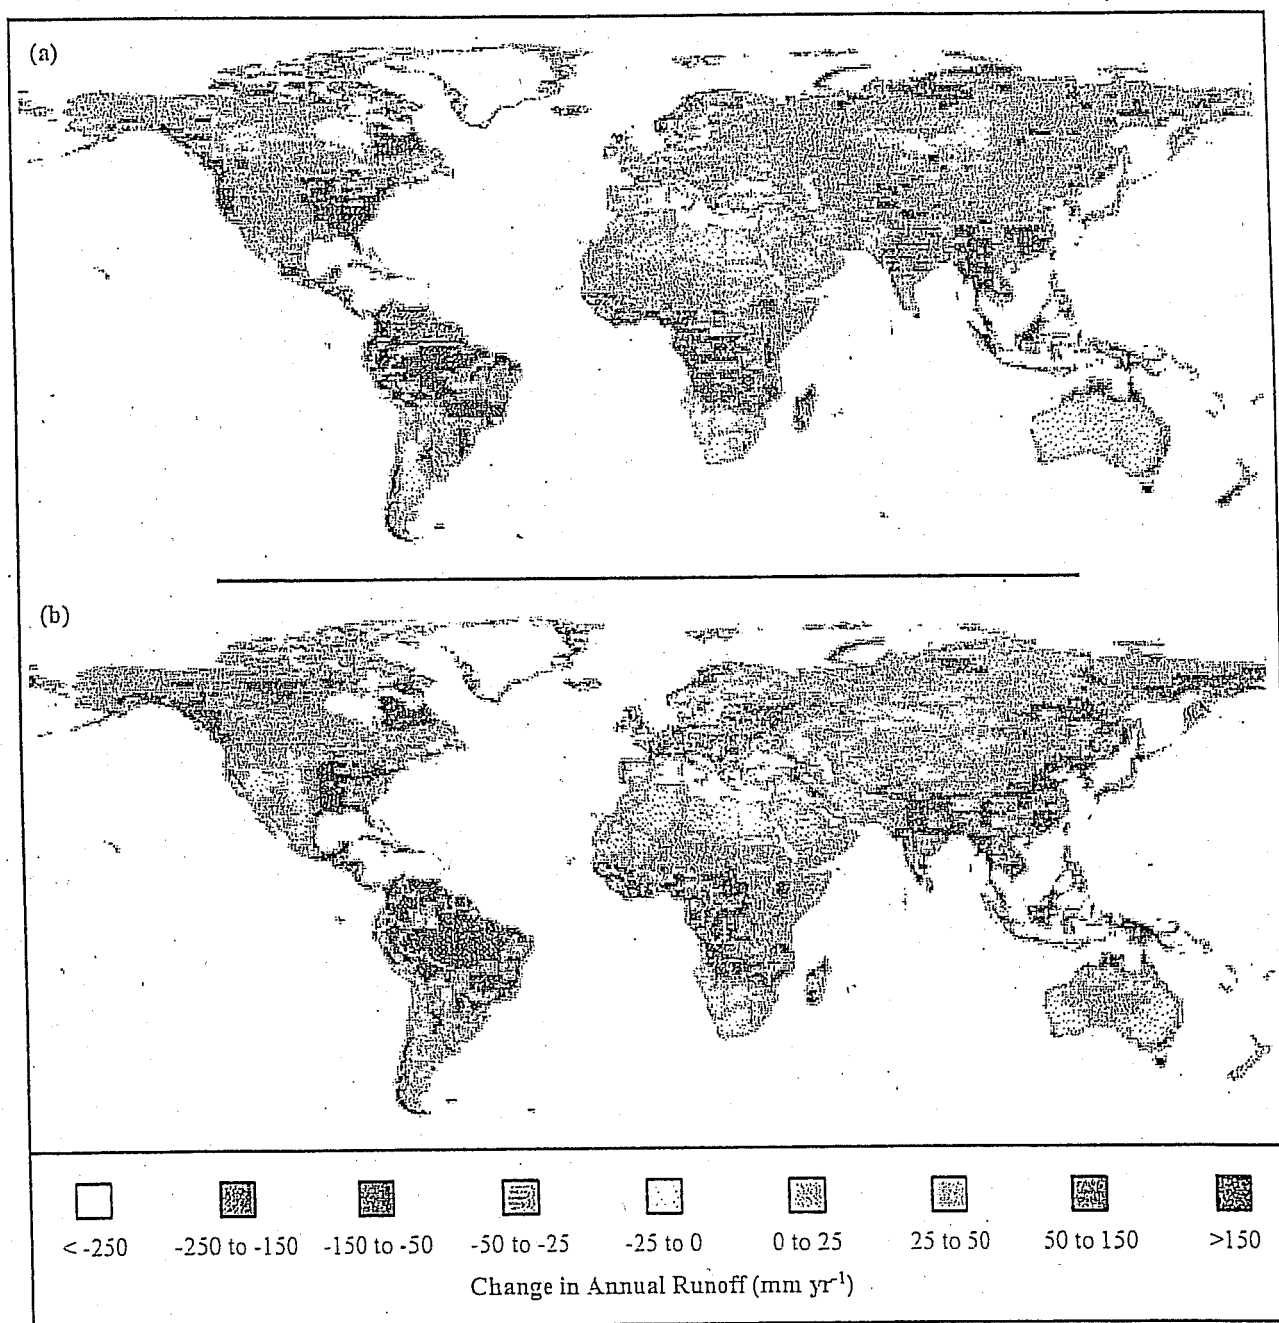 (a)
(b)
< -250 -250 to -150 -150 to -50 -50 to -25 -25 to 0 0 to 25 25 to 50 50 to 150 >150
Change in Annual Runoff (mm yr⁻¹)